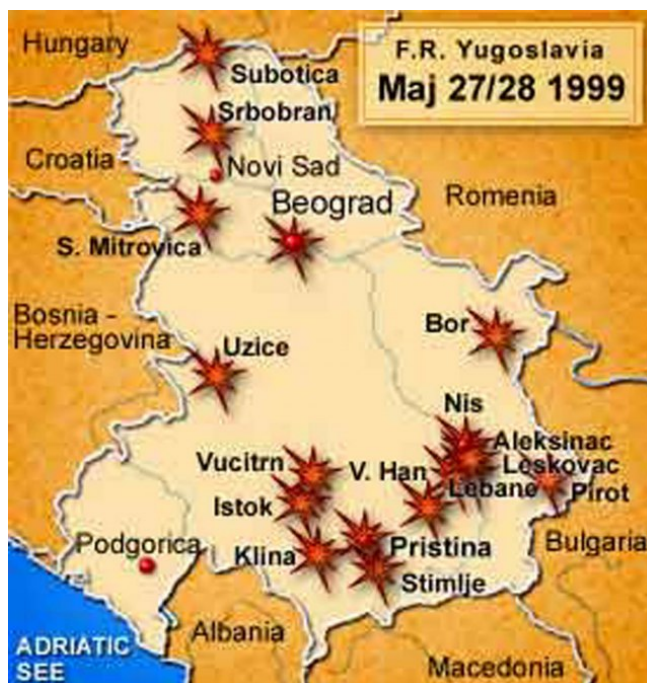 Hungary
F.R. Yugoslavia
Maj 27/28 1999
Subotica
Srbobran
Croatia
Novi Sad
Beograd
Romenia
S. Mitrovica
Bosnia -
Herzegovina
Bor
Uzice
Nis
Aleksinac
Vucitrn
V. Han
Leskovac
Lebane
Pirot
Istok
Podgorica
Klina
Pristina
Bulgaria
Stimlje
Albania
ADRIATIC
SEE
Macedonia